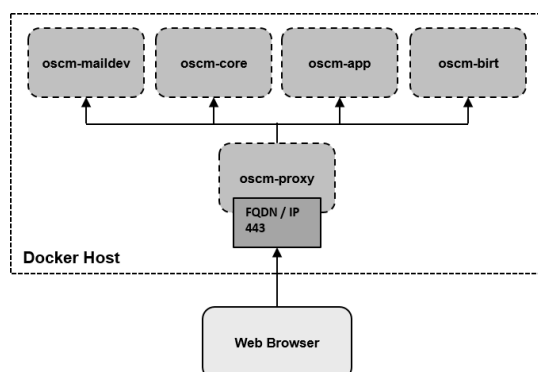 oscm-maildev
oscm-core
oscm-app
oscm-birt
oscm-proxy
FQDN / IP
443
Docker Host
Web Browser